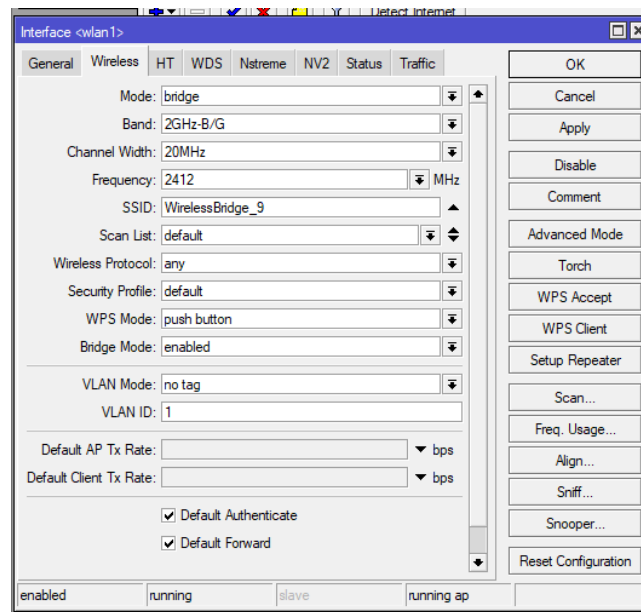 Detect Internet
Interface <wlan1>
General Wireless HT WDS Nstreme NV2 Status Traffic
Mode: bridge
Band: 2GHz-B/G
Channel Width: 20MHz
Frequency: 2412 MHz
SSID: WirelessBridge_9
Scan List: default
Wireless Protocol: any
Security Profile: default
WPS Mode: push button
Bridge Mode: enabled
VLAN Mode: no tag
VLAN ID: 1
Default AP Tx Rate: bps
Default Client Tx Rate: bps
Default Authenticate
Default Forward
OK
Cancel
Apply
Disable
Comment
Advanced Mode
Torch
WPS Accept
WPS Client
Setup Repeater
Scan...
Freq. Usage...
Align...
Sniff...
Snooper...
Reset Configuration
enabled running slave running ap